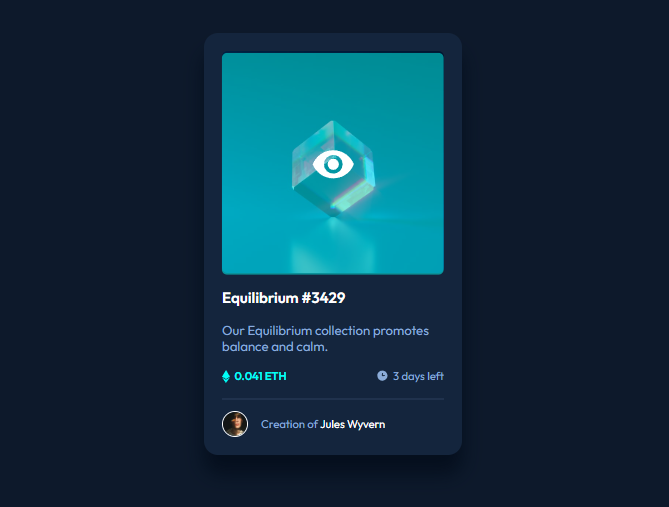 Equilibrium #3429
Our Equilibrium collection promotes
balance and calm.
0.041 ETH
3 days left
Creation of Jules Wyvern